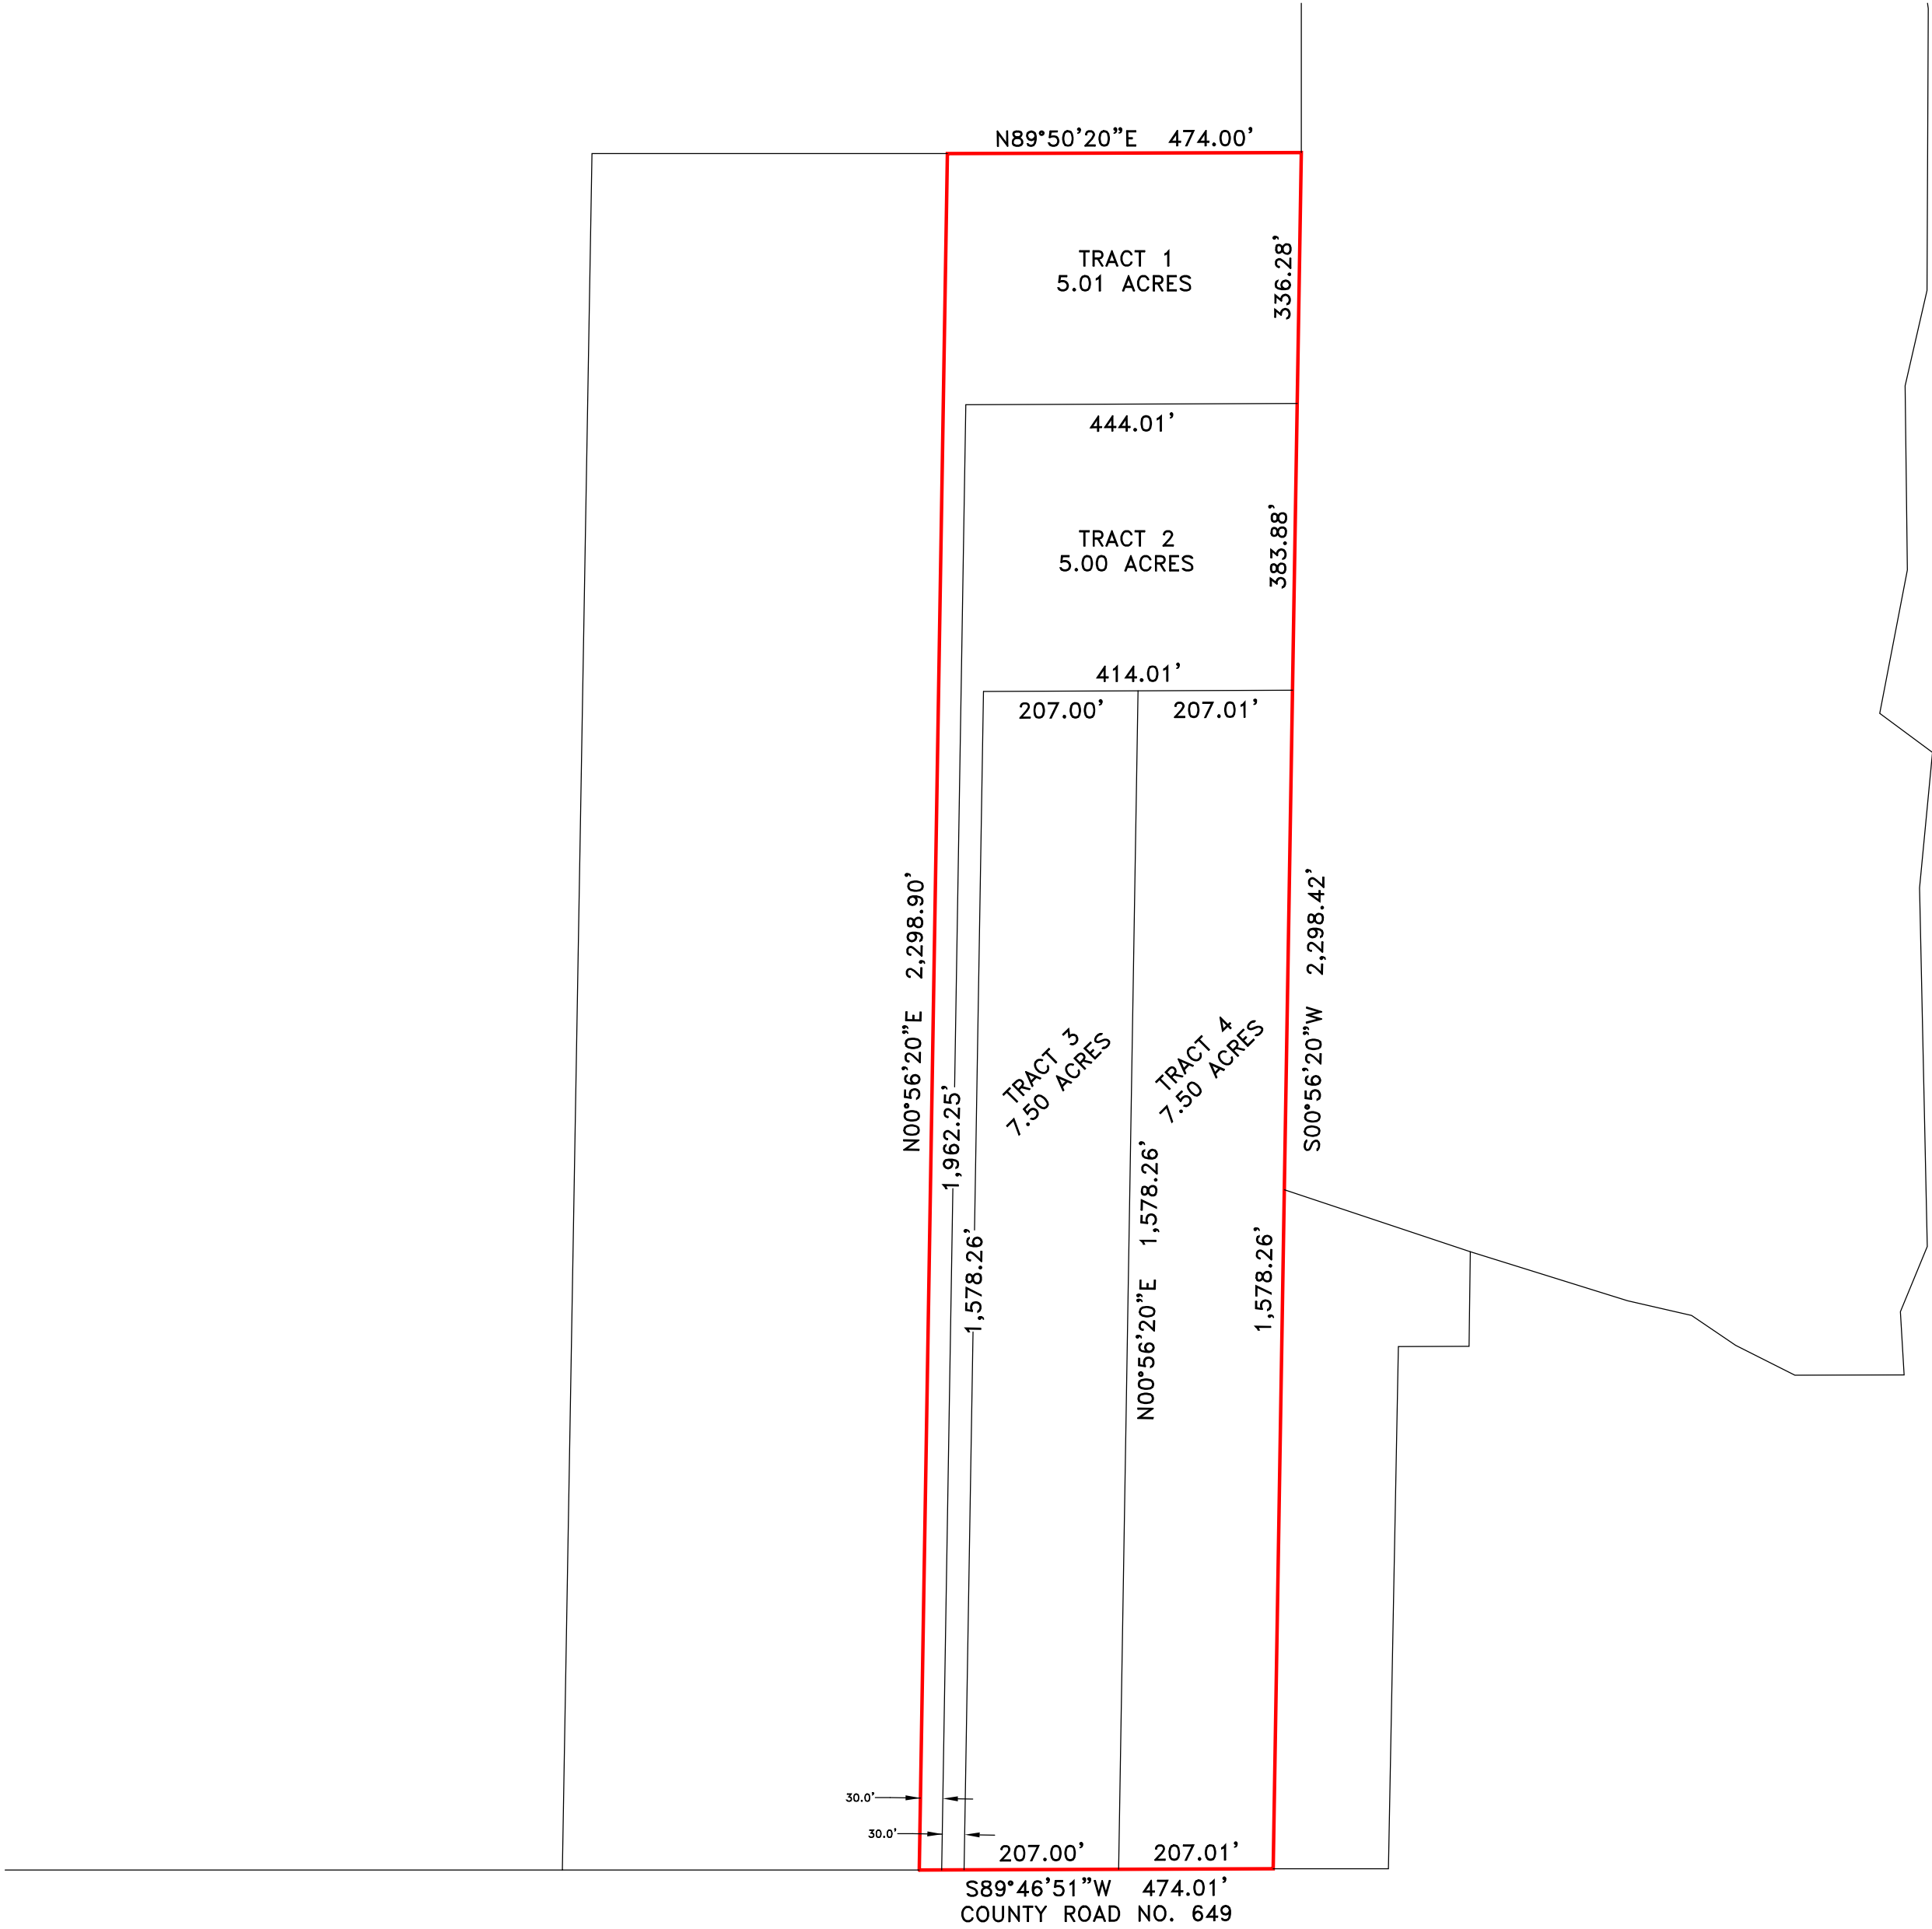 N89°50'20"E 474.00'
TRACT 1
5.01 ACRES
336.28'
444.01'
TRACT 2
5.00 ACRES
383.88'
414.01'
207.00'
207.01'
N00°56'20"E 2,298.90'
S00°56'20"W 2,298.42'
1,962.25'
1,578.26'
TRACT 3
7.50 ACRES
TRACT 4
7.50 ACRES
N00°56'20"E 1,578.26'
1,578.26'
30.0'
30.0'
207.00'
207.01'
S89°46'51"W 474.01'
COUNTY ROAD NO. 649